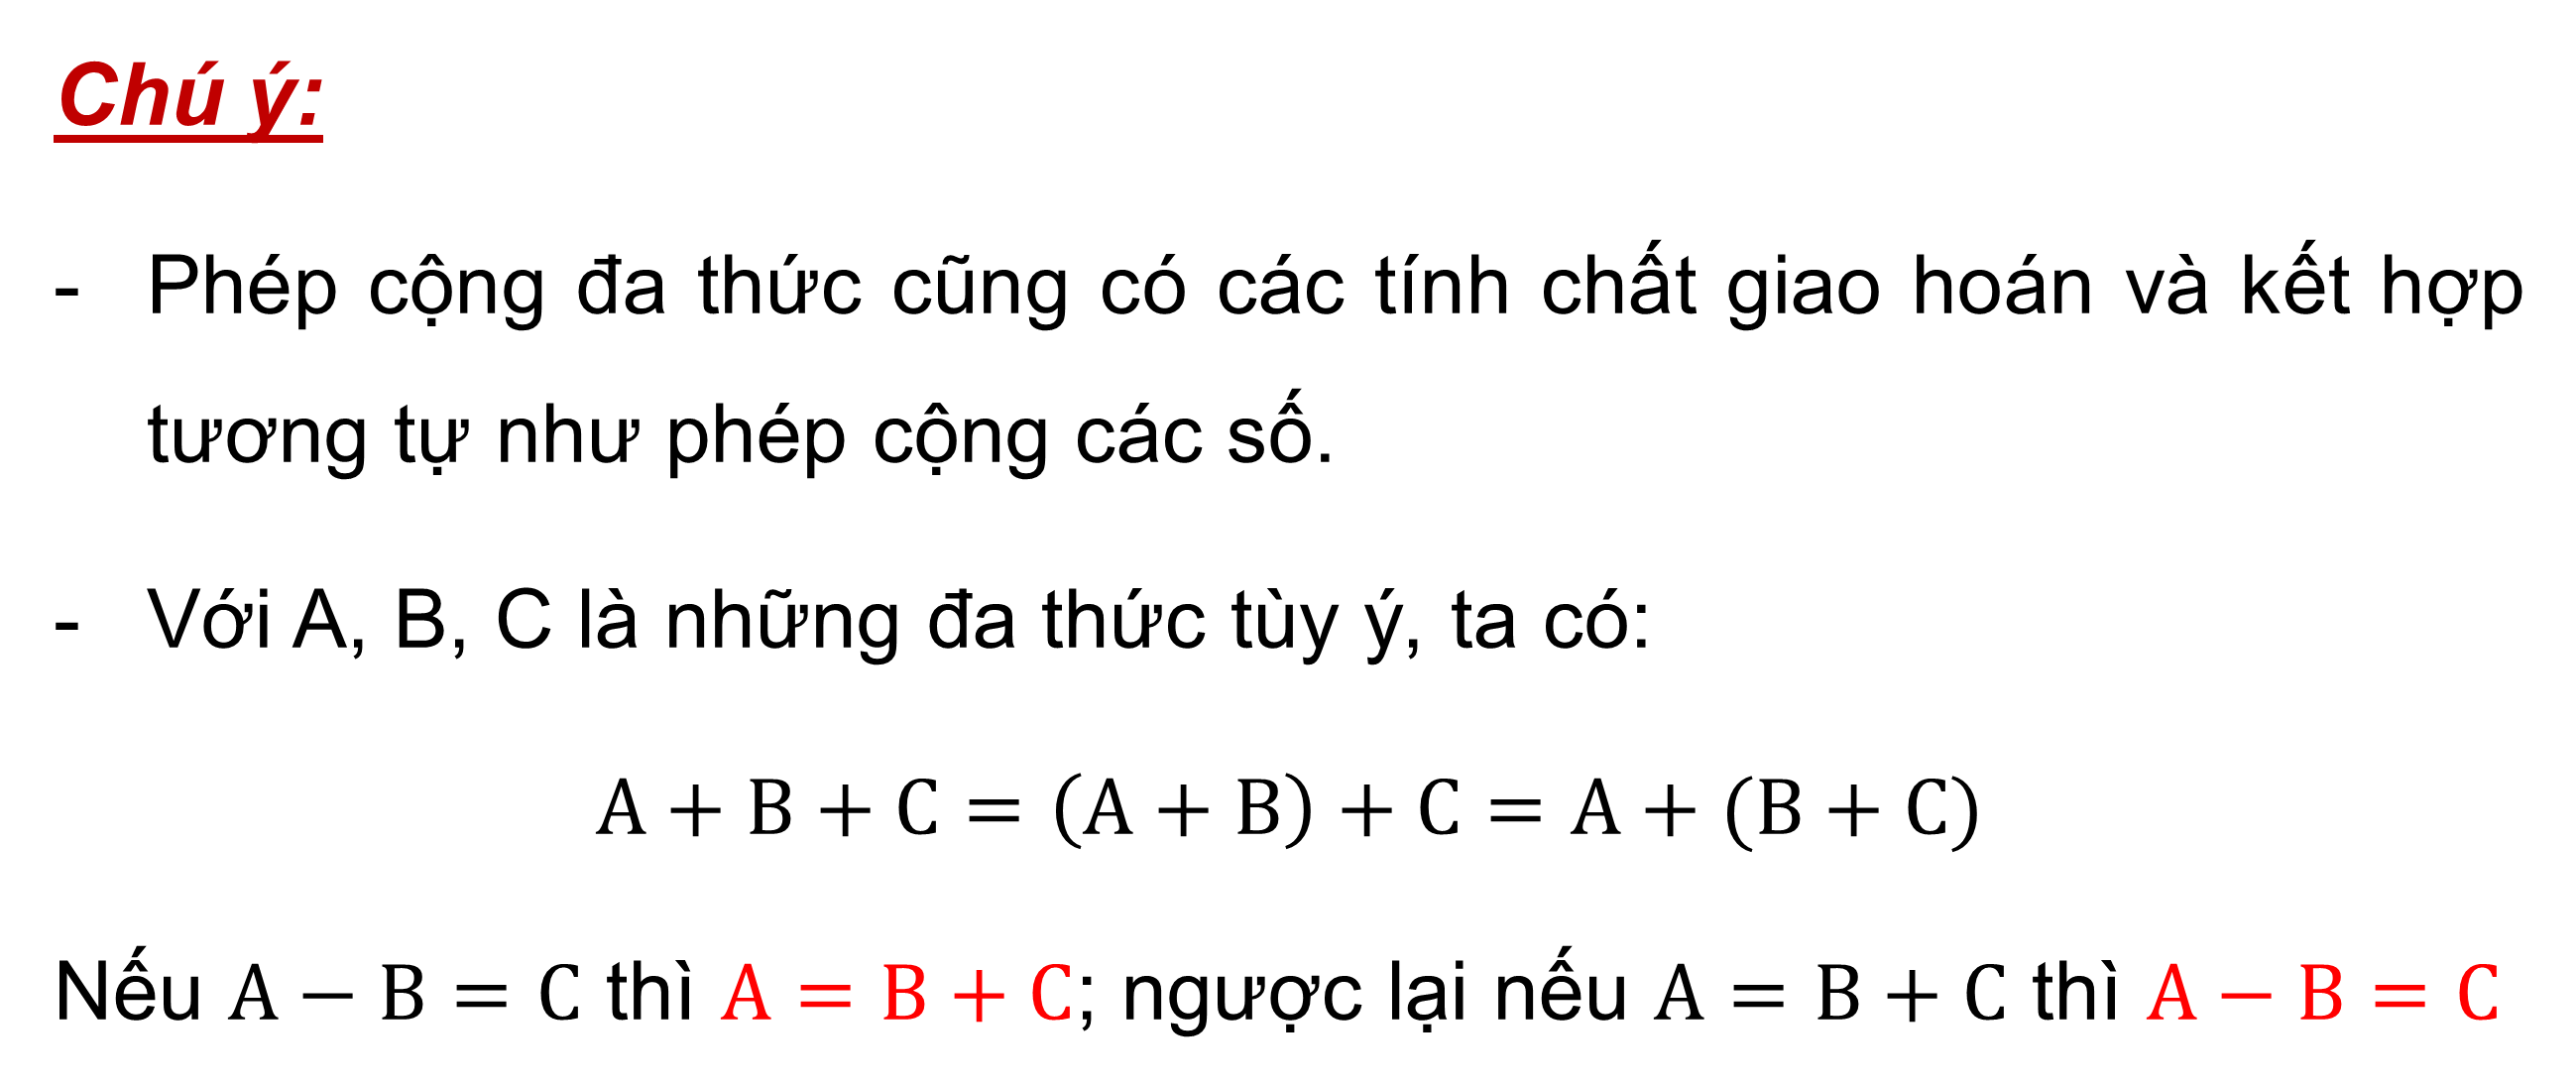 Chú ý:
- Phép cộng đa thức cũng có các tính chất giao hoán và kết hợp
tương tự như phép cộng các số.
- Với A, B, C là những đa thức tùy ý, ta có:
A + B + C = (A + B) + C = A + (B + C)
Nếu A − B = C thì A = B + C; ngược lại nếu A = B + C thì A − B = C